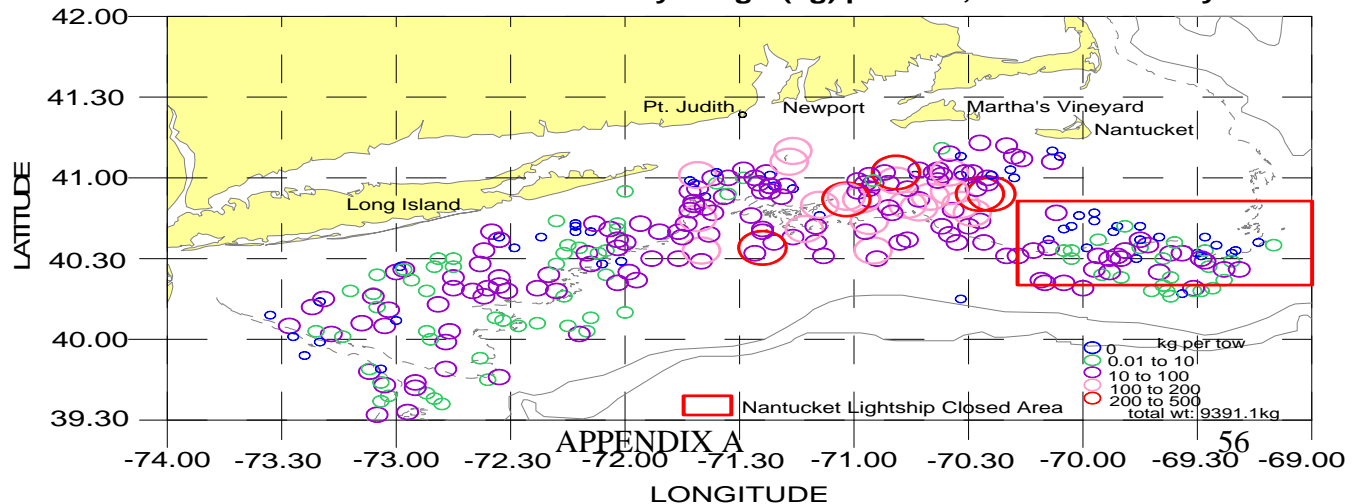 42.00
41.30
Pt. Judith
Newport
Martha's Vineyard
Nantucket
41.00
LATITUDE
Long Island
40.30
40.00
kg per tow
0
0.01 to 10
10 to 100
100 to 200
200 to 500
total wt: 9391.1kg
Nantucket Lightship Closed Area
39.30
APPENDIX A
56
-74.00 -73.30 -73.00 -72.30 -72.00 -71.30 -71.00 -70.30 -70.00 -69.30 -69.00
LONGITUDE